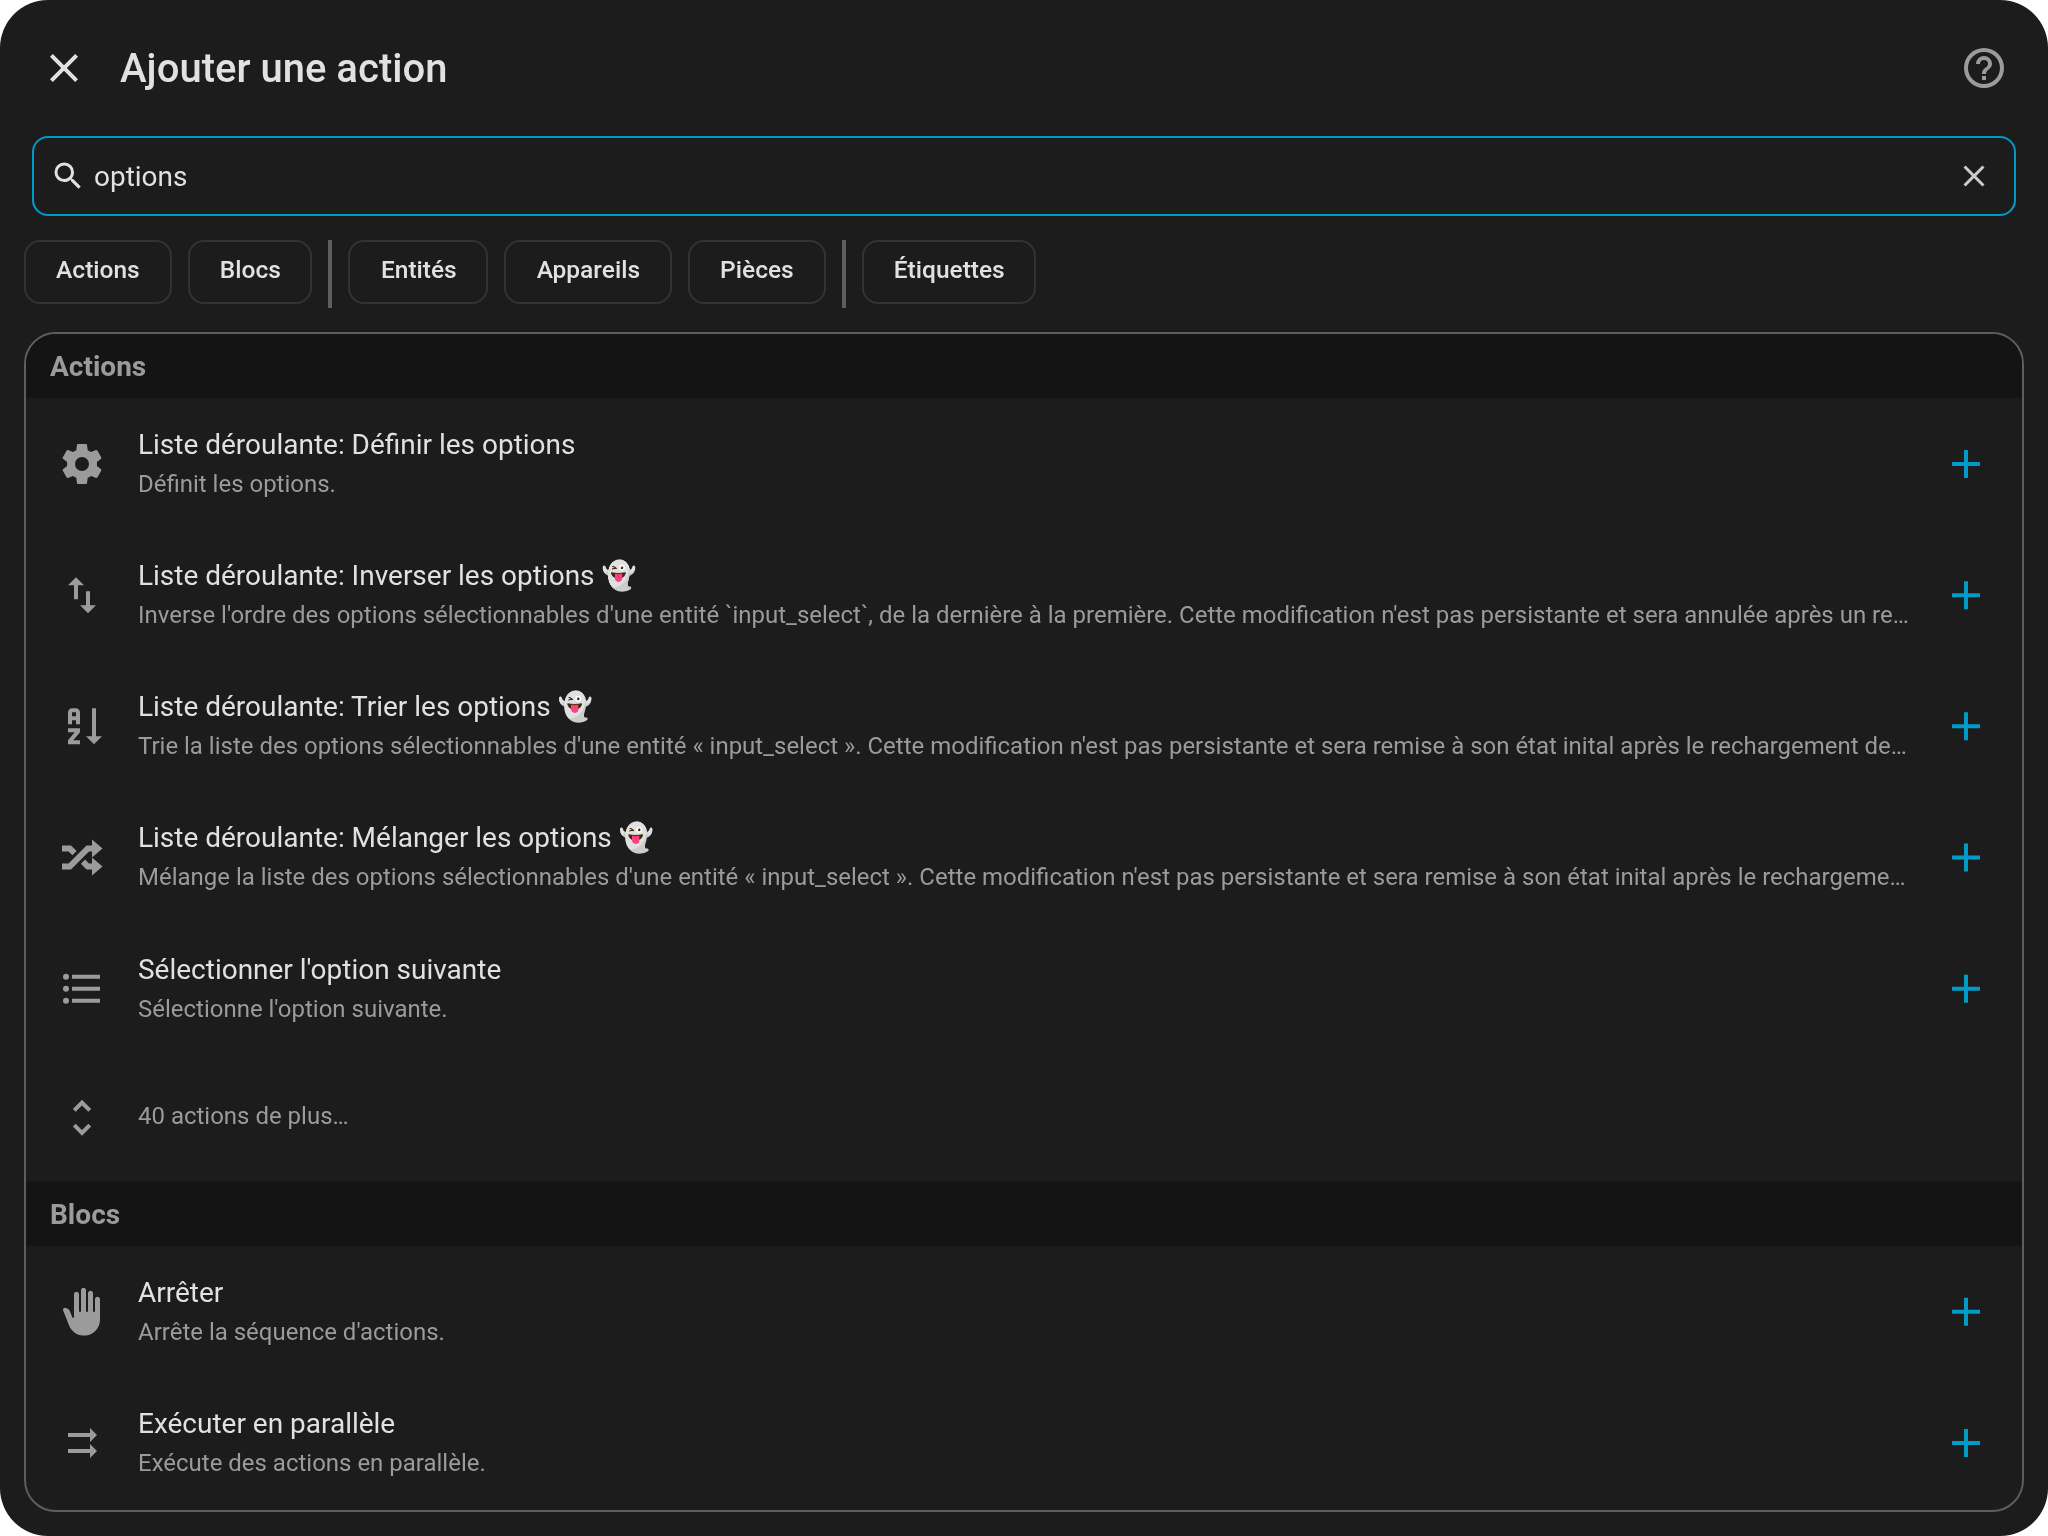 Ajouter une action
options
Actions
Blocs
Entités
Appareils
Pièces
Étiquettes
Actions
Liste déroulante: Définir les options
Définit les options.
Liste déroulante: Inverser les options 👻
Inverse l'ordre des options sélectionnables d'une entité `input_select`, de la dernière à la première. Cette modification n'est pas persistante et sera annulée après un re…
Liste déroulante: Trier les options 👻
Trie la liste des options sélectionnables d'une entité « input_select ». Cette modification n'est pas persistante et sera remise à son état inital après le rechargement de…
Liste déroulante: Mélanger les options 👻
Mélange la liste des options sélectionnables d'une entité « input_select ». Cette modification n'est pas persistante et sera remise à son état inital après le rechargeme…
Sélectionner l'option suivante
Sélectionne l'option suivante.
40 actions de plus…
Blocs
Arrêter
Arrête la séquence d'actions.
Exécuter en parallèle
Exécute des actions en parallèle.